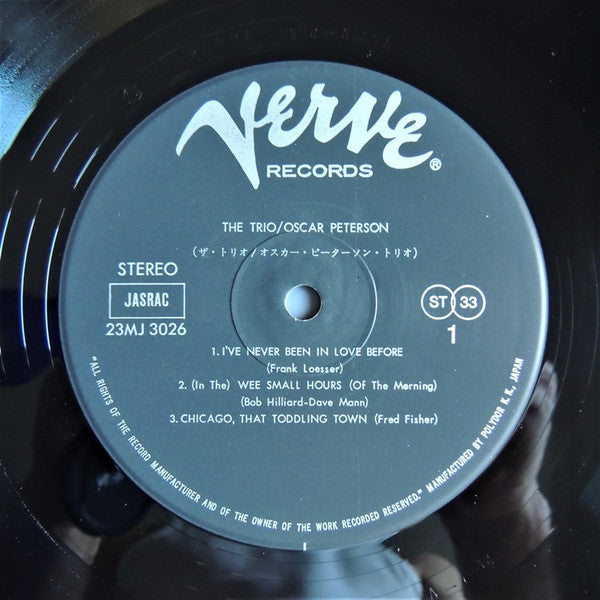 Verve®
RECORDS
THE TRIO/OSCAR PETERSON
(ザ・トリオ/オスカー・ピーターソン・トリオ)
STEREO
JASRAC
23MJ 3026
ST 33
1
1. I'VE NEVER BEEN IN LOVE BEFORE
(Frank Loesser)
2. (In The) WEE SMALL HOURS (Of The Morning)
(Bob Hilliard-Dave Mann)
3. CHICAGO, THAT TODDLING TOWN (Fred Fisher)
"ALL RIGHTS OF THE RECORD MANUFACTURER AND OF THE OWNER OF THE WORK RECORDED RESERVED." MANUFACTURED BY POLYDOR K.K., JAPAN